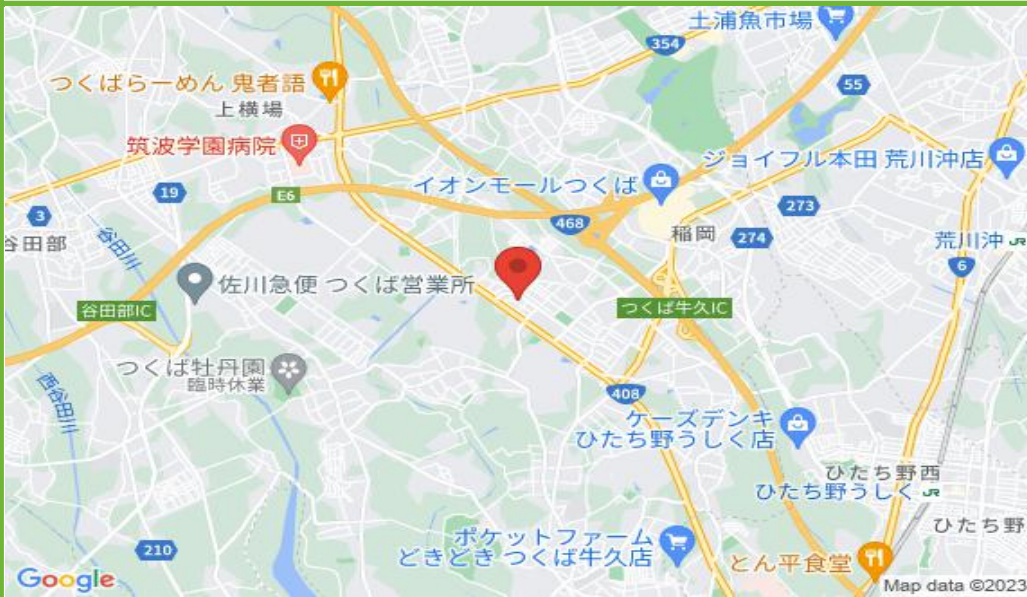 土浦魚市場
354
つくばらーめん 鬼者語
上横場
55
筑波学園病院
ジョイフル本田 荒川沖店
イオンモールつくば
19
E6
273
3
468
稲岡
274
谷田部
谷田川
荒川沖 JR
6
佐川急便 つくば営業所
谷田部IC
つくば牛久IC
つくば牡丹園
臨時休業
西谷田川
408
ケーズデンキ
ひたち野うしく店
ひたち野西
ひたち野うしく JR
ひたち野
210
ポケットファーム
どきどき つくば牛久店
とん平食堂
Google
Map data ©2023